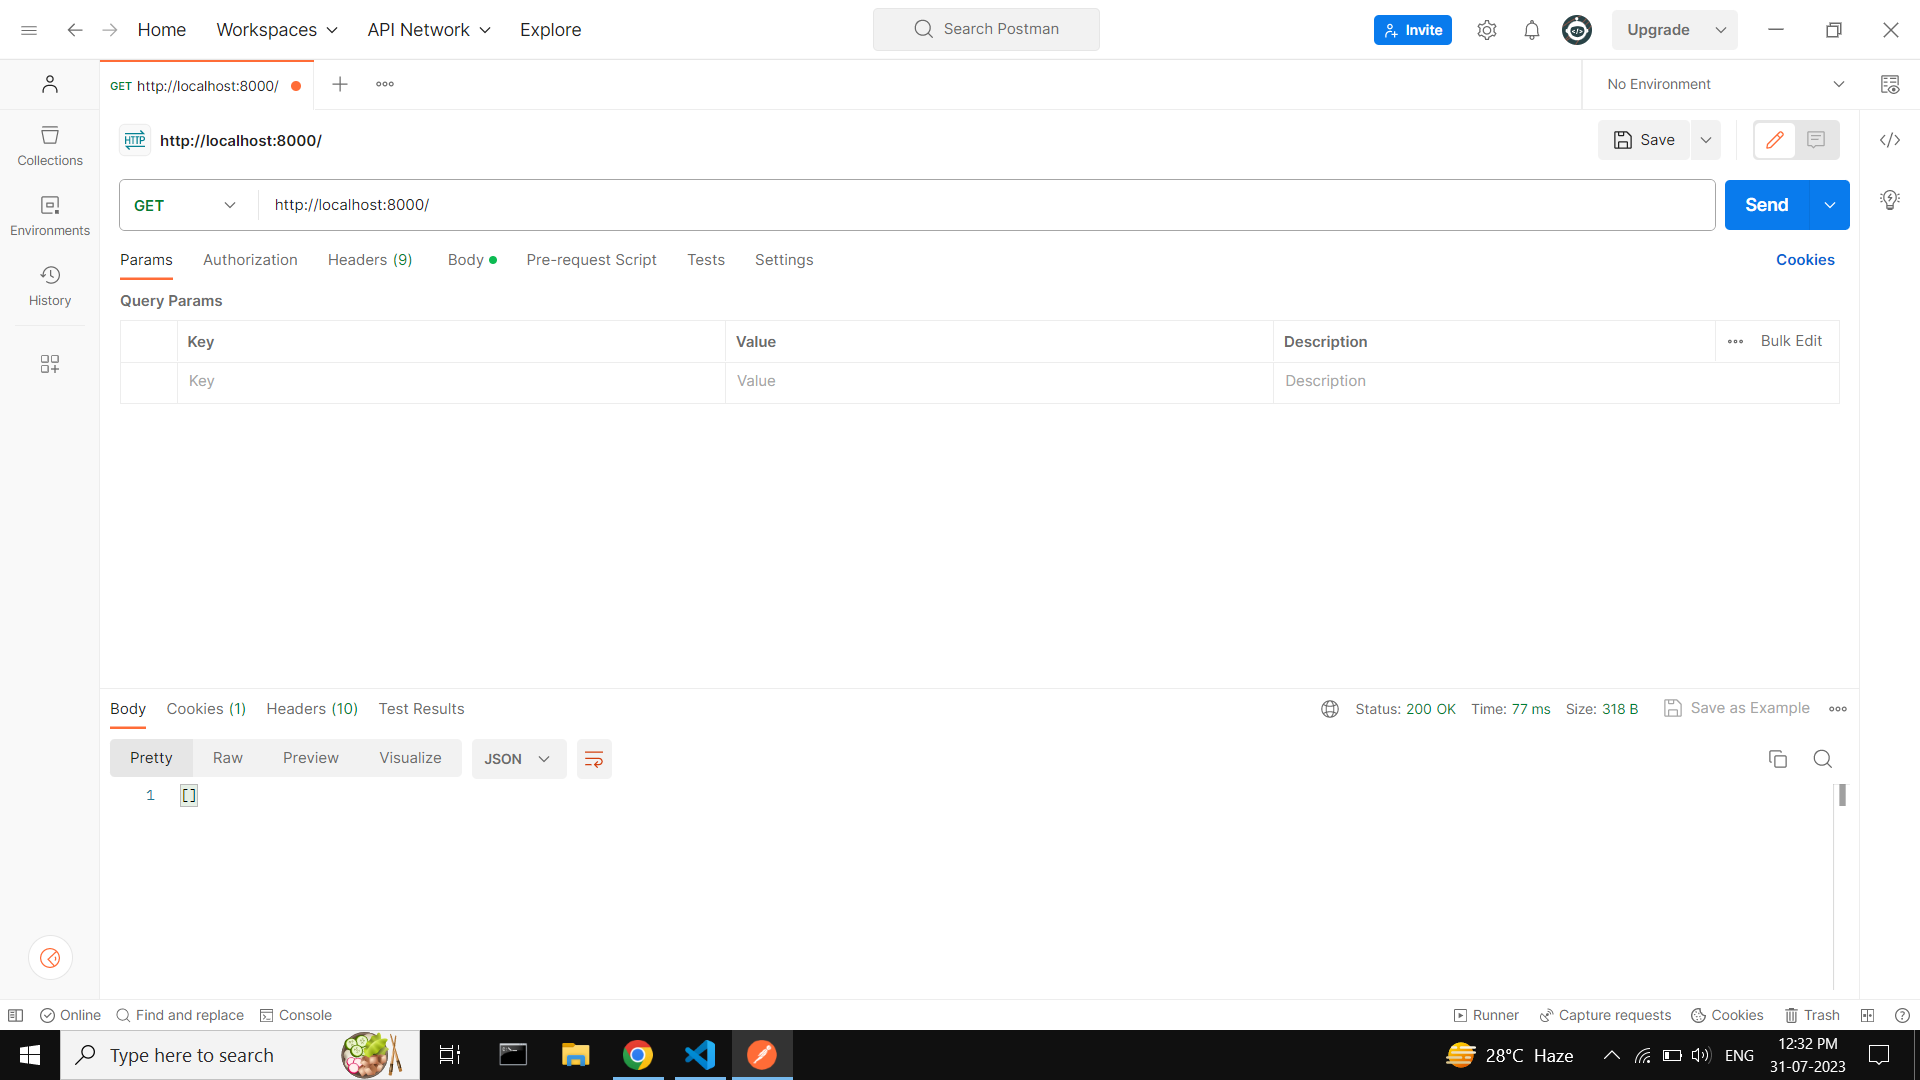 Home Workspaces API Network Explore Search Postman Invite Upgrade
GET http://localhost:8000/ No Environment
HTTP http://localhost:8000/ Save
Collections
GET http://localhost:8000/ Send
Environments
Params Authorization Headers (9) Body Pre-request Script Tests Settings Cookies
History
Query Params
Key Value Description Bulk Edit
Key Value Description
Body Cookies (1) Headers (10) Test Results Status: 200 OK Time: 77 ms Size: 318 B Save as Example
Pretty Raw Preview Visualize JSON
1 []
Online Find and replace Console Runner Capture requests Cookies Trash
Type here to search 28°C Haze ENG 12:32 PM
31-07-2023